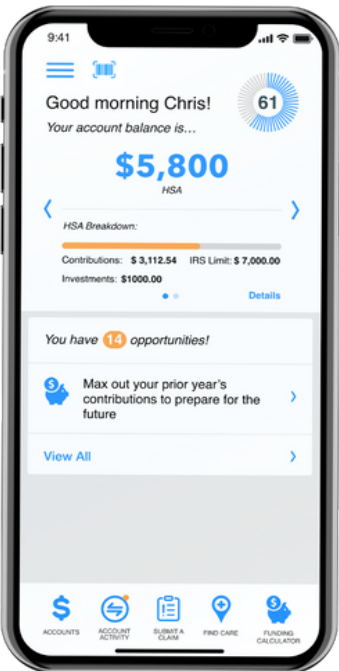 9:41
Good morning Chris!
61
Your account balance is...
$5,800
HSA
HSA Breakdown:
Contributions: $ 3,112.54 IRS Limit: $ 7,000.00
Investments: $1000.00
Details
You have 14 opportunities!
Max out your prior year's
contributions to prepare for the
future
View All
ACCOUNTS
ACCOUNT
ACTIVITY
SUBMIT A
CLAIM
FIND CARE
FUNDING
CALCULATOR